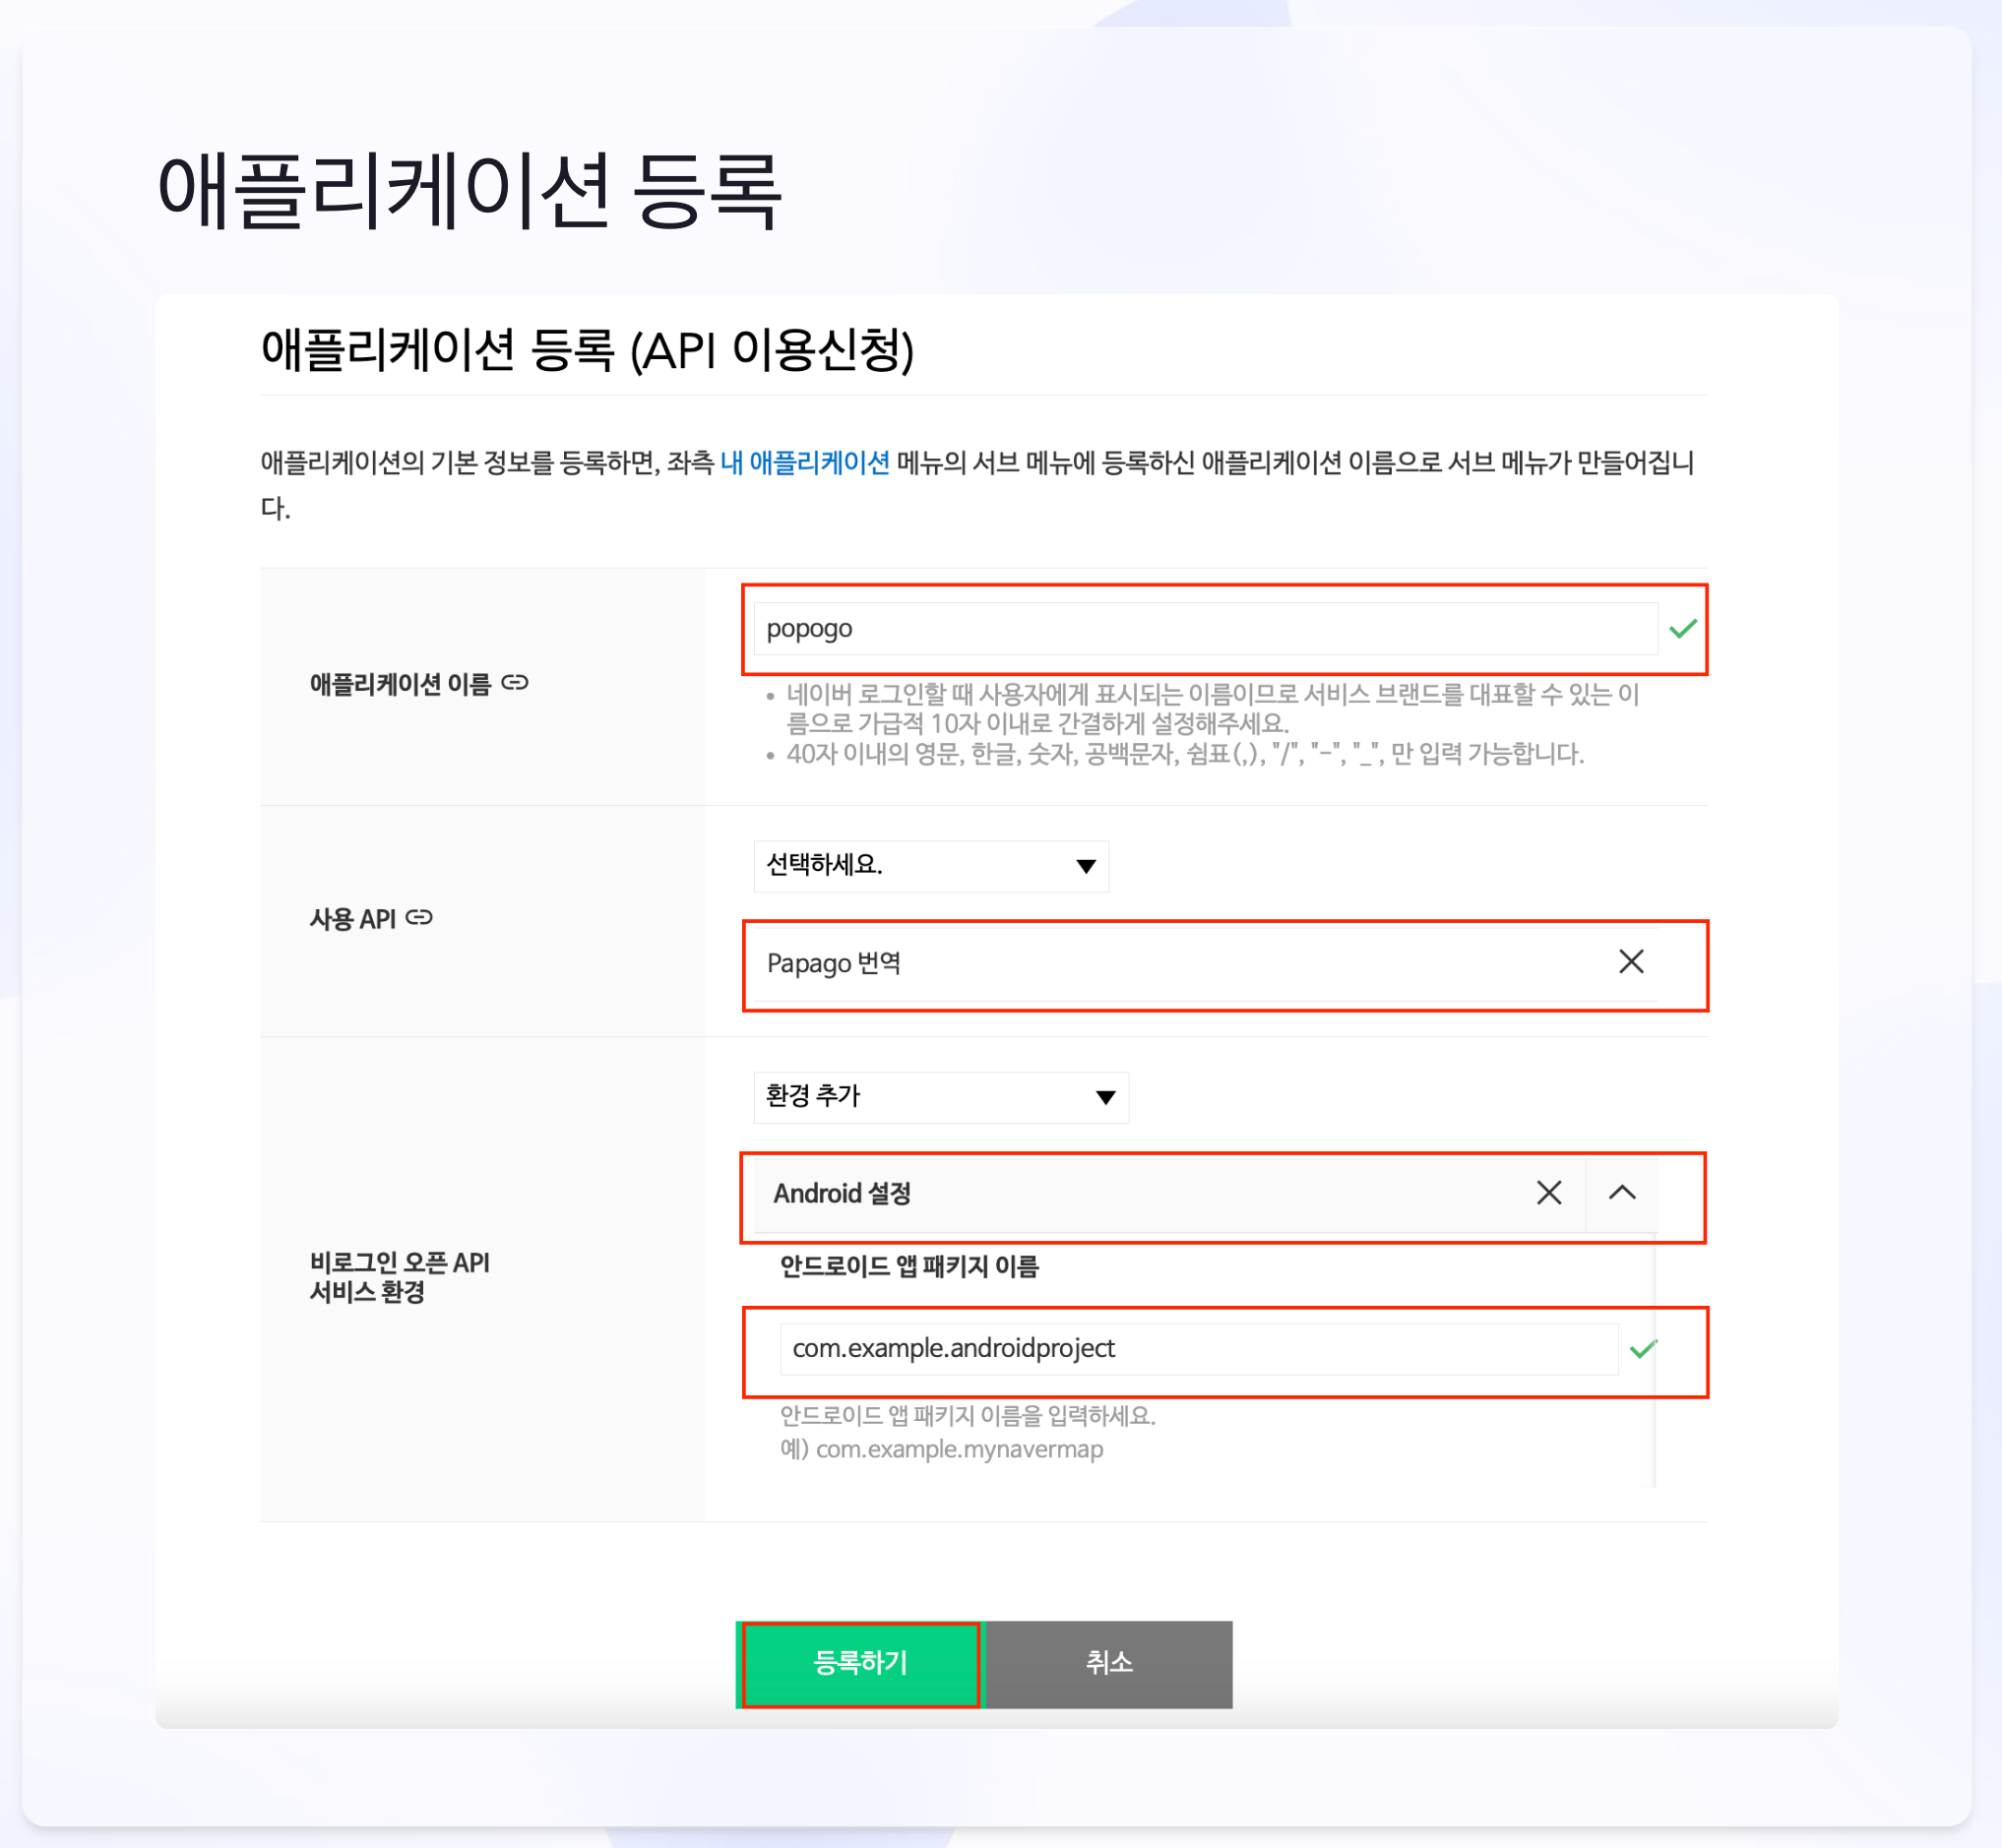 애플리케이션 등록
애플리케이션 등록 (API 이용신청)
애플리케이션의 기본 정보를 등록하면, 좌측 내 애플리케이션 메뉴의 서브 메뉴에 등록하신 애플리케이션 이름으로 서브 메뉴가 만들어집니
다.
애플리케이션 이름
popogo
• 네이버 로그인할 때 사용자에게 표시되는 이름이므로 서비스 브랜드를 대표할 수 있는 이
름으로 가급적 10자 이내로 간결하게 설정해주세요.
• 40자 이내의 영문, 한글, 숫자, 공백문자, 쉼표(,), "/", "-", "_", 만 입력 가능합니다.
사용 API
선택하세요.
Papago 번역
비로그인 오픈 API
서비스 환경
환경 추가
Android 설정
안드로이드 앱 패키지 이름
com.example.androidproject
안드로이드 앱 패키지 이름을 입력하세요.
예) com.example.mynavermap
등록하기
취소